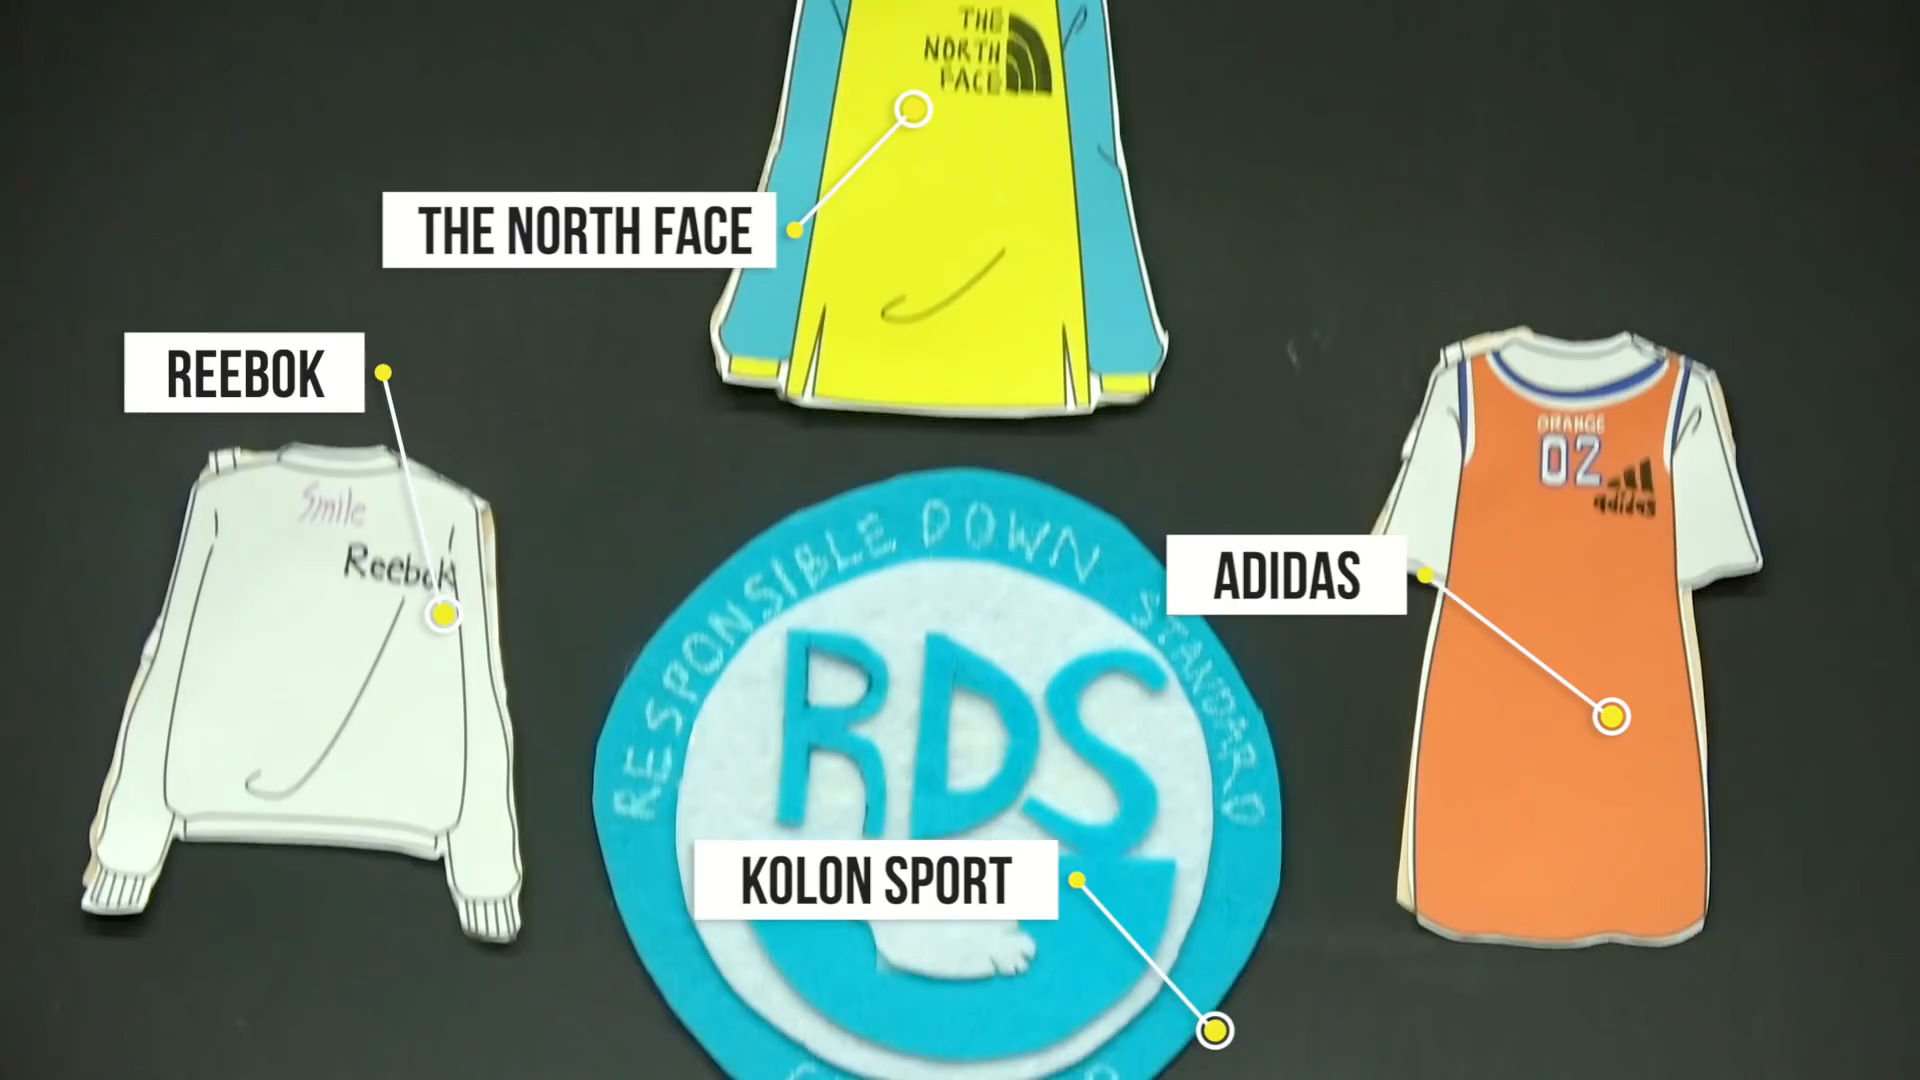 THE
NORTH
FACE
THE NORTH FACE
REEBOK
Smile
Reebok
ORANGE
02
adidas
ADIDAS
RESPONSIBLE DOWN STANDARD
RDS
KOLON SPORT